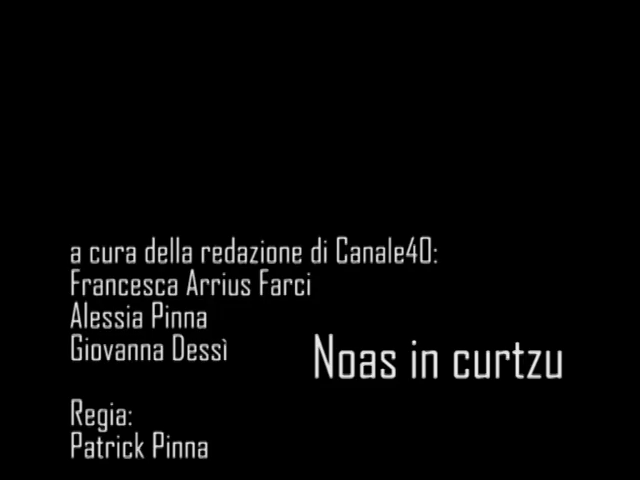 a cura della redazione di Canale40:
Francesca Arrius Farci
Alessia Pinna
Giovanna Dessì
Noas in curtzu
Regia:
Patrick Pinna